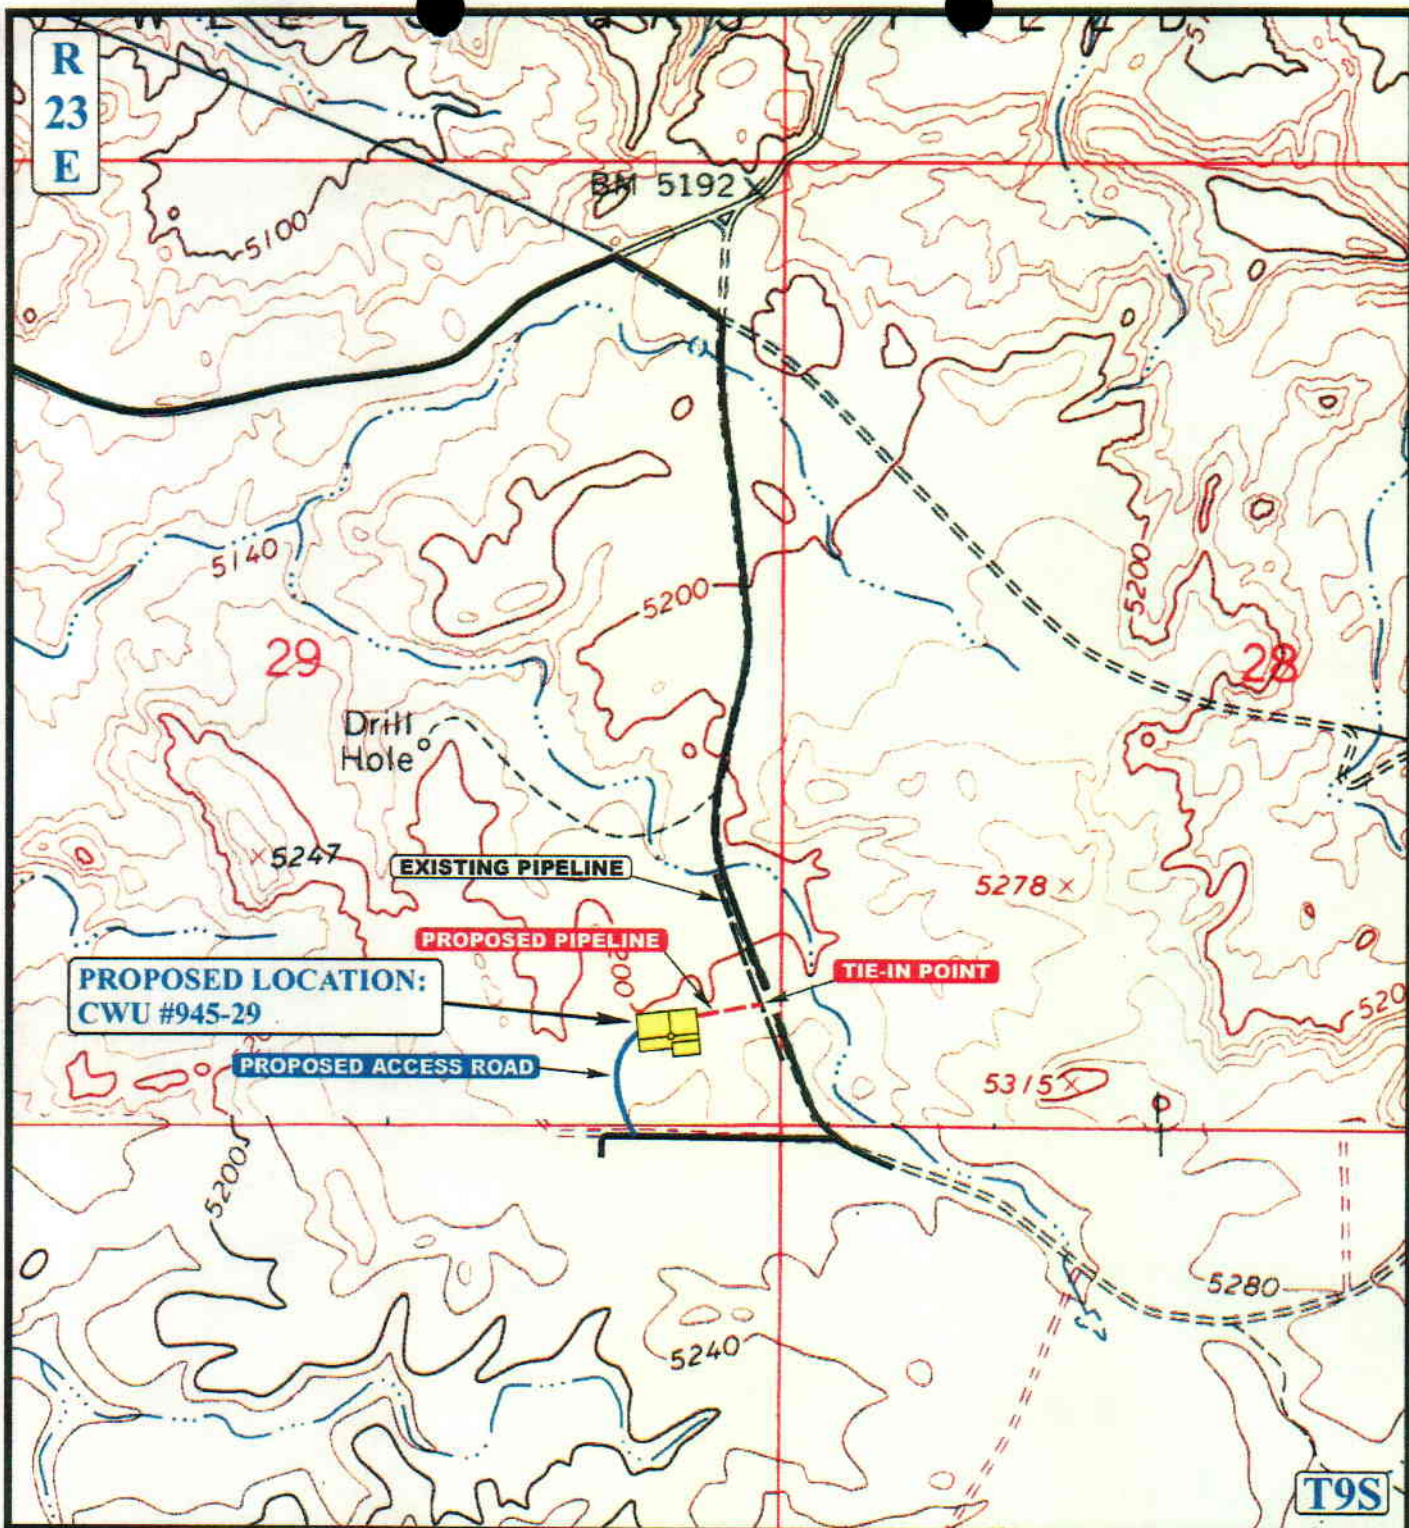 R
23
E
BM 5192
5100
5140
5200
5200
29
28
Drill
Hole
5247
EXISTING PIPELINE
5278
PROPOSED PIPELINE
TIE-IN POINT
PROPOSED LOCATION:
CWU #945-29
520
PROPOSED ACCESS ROAD
5315
5200
5280
5240
T9S